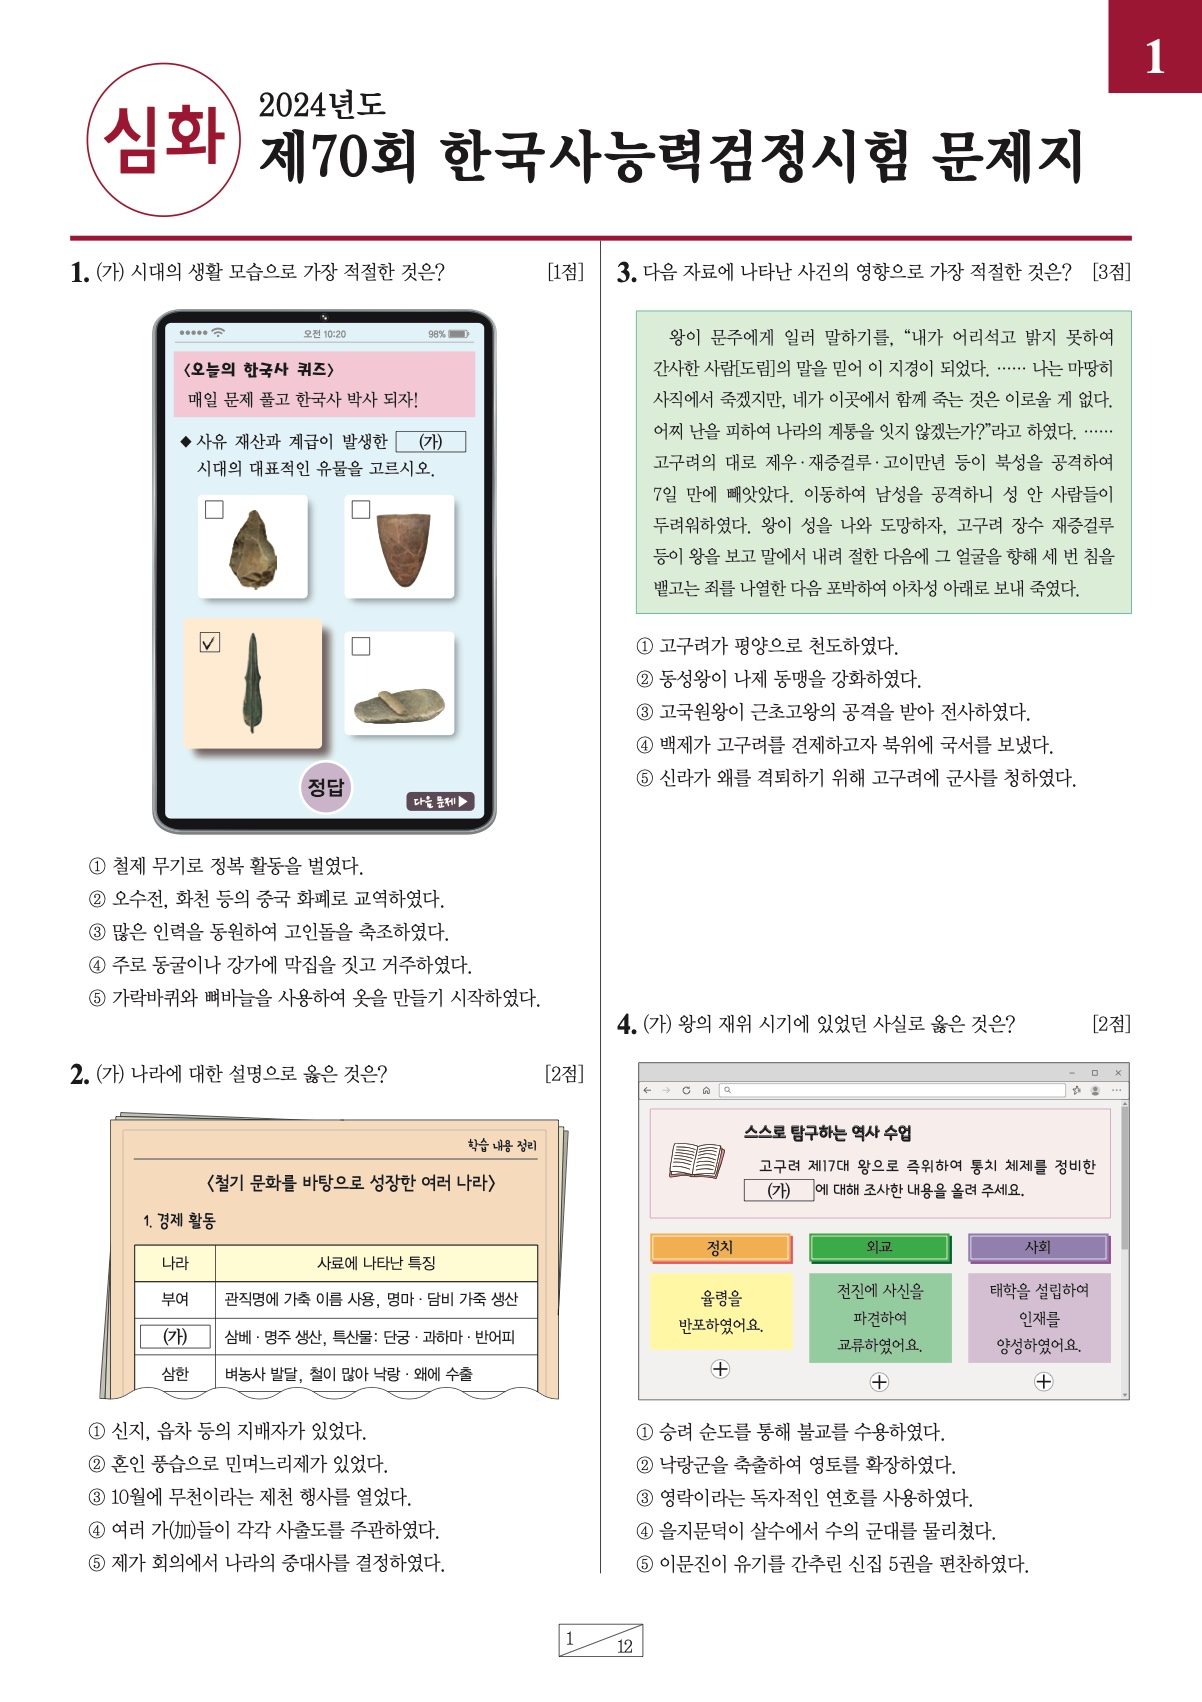 1
심화
2024년도
제70회 한국사능력검정시험 문제지
1. (가) 시대의 생활 모습으로 가장 적절한 것은? [1점]
오전 10:20
98%
<오늘의 한국사 퀴즈>
매일 문제 풀고 한국사 박사 되자!
◆ 사유 재산과 계급이 발생한 (가)
시대의 대표적인 유물을 고르시오.
정답
다음 문제▶
① 철제 무기로 정복 활동을 벌였다.
② 오수전, 화천 등의 중국 화폐로 교역하였다.
③ 많은 인력을 동원하여 고인돌을 축조하였다.
④ 주로 동굴이나 강가에 막집을 짓고 거주하였다.
⑤ 가락바퀴와 뼈바늘을 사용하여 옷을 만들기 시작하였다.
2. (가) 나라에 대한 설명으로 옳은 것은? [2점]
학습 내용 정리
<철기 문화를 바탕으로 성장한 여러 나라>
1. 경제 활동
나라 사료에 나타난 특징
부여 관직명에 가축 이름 사용, 명마·담비 가죽 생산
(가) 삼베·명주 생산, 특산물: 단궁·과하마·반어피
삼한 벼농사 발달, 철이 많아 낙랑·왜에 수출
① 신지, 읍차 등의 지배자가 있었다.
② 혼인 풍습으로 민며느리제가 있었다.
③ 10월에 무천이라는 제천 행사를 열었다.
④ 여러 가(加)들이 각각 사출도를 주관하였다.
⑤ 제가 회의에서 나라의 중대사를 결정하였다.
3. 다음 자료에 나타난 사건의 영향으로 가장 적절한 것은? [3점]
왕이 문주에게 일러 말하기를, “내가 어리석고 밝지 못하여
간사한 사람[도림]의 말을 믿어 이 지경이 되었다. …… 나는 마땅히
사직에서 죽겠지만, 네가 이곳에서 함께 죽는 것은 이로울 게 없다.
어찌 난을 피하여 나라의 계통을 잇지 않겠는가?”라고 하였다. ……
고구려의 대로 제우·재증걸루·고이만년 등이 북성을 공격하여
7일 만에 빼앗았다. 이동하여 남성을 공격하니 성 안 사람들이
두려워하였다. 왕이 성을 나와 도망하자, 고구려 장수 재증걸루
등이 왕을 보고 말에서 내려 절한 다음에 그 얼굴을 향해 세 번 침을
뱉고는 죄를 나열한 다음 포박하여 아차성 아래로 보내 죽였다.
① 고구려가 평양으로 천도하였다.
② 동성왕이 나제 동맹을 강화하였다.
③ 고국원왕이 근초고왕의 공격을 받아 전사하였다.
④ 백제가 고구려를 견제하고자 북위에 국서를 보냈다.
⑤ 신라가 왜를 격퇴하기 위해 고구려에 군사를 청하였다.
4. (가) 왕의 재위 시기에 있었던 사실로 옳은 것은? [2점]
스스로 탐구하는 역사 수업
고구려 제17대 왕으로 즉위하여 통치 체제를 정비한
(가) 에 대해 조사한 내용을 올려 주세요.
정치 외교 사회
율령을
반포하였어요.
전진에 사신을
파견하여
교류하였어요.
태학을 설립하여
인재를
양성하였어요.
① 승려 순도를 통해 불교를 수용하였다.
② 낙랑군을 축출하여 영토를 확장하였다.
③ 영락이라는 독자적인 연호를 사용하였다.
④ 을지문덕이 살수에서 수의 군대를 물리쳤다.
⑤ 이문진이 유기를 간추린 신집 5권을 편찬하였다.
1 12